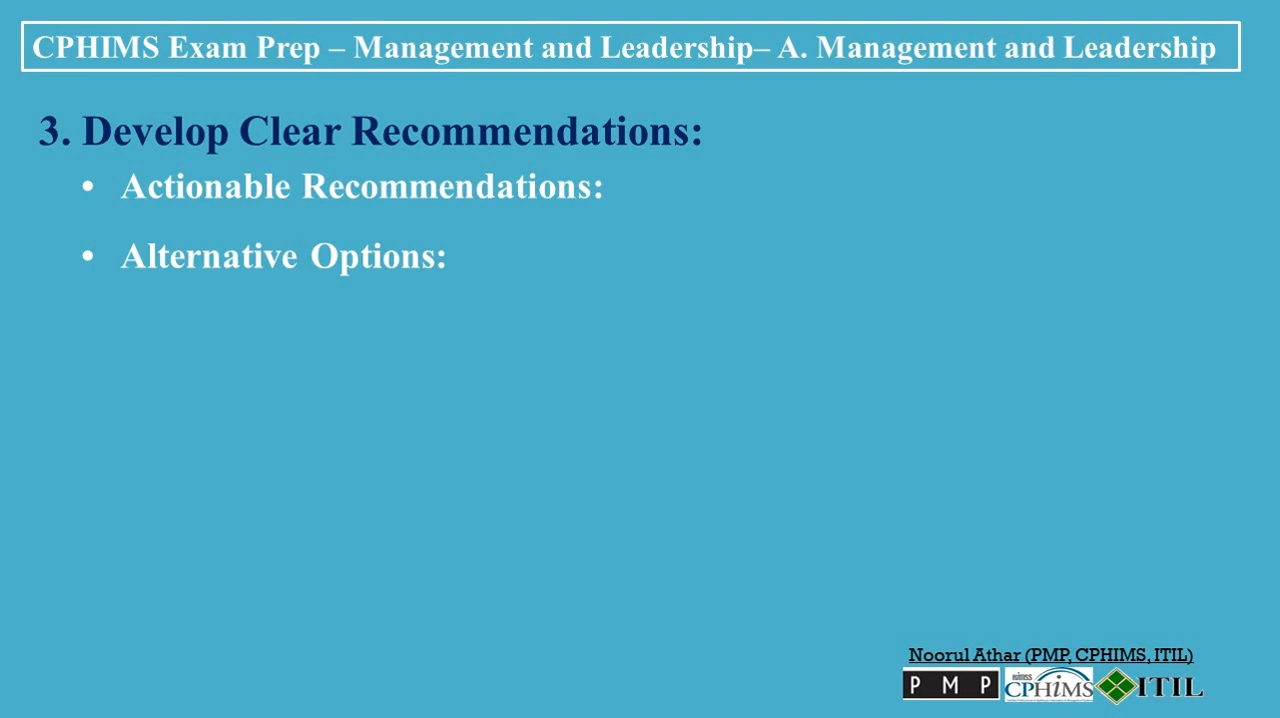 CPHIMS Exam Prep – Management and Leadership– A. Management and Leadership
3. Develop Clear Recommendations:
• Actionable Recommendations:
• Alternative Options:
Noorul Athar (PMP, CPHIMS, ITIL)
PMP
himss
CPHiMS
ITIL